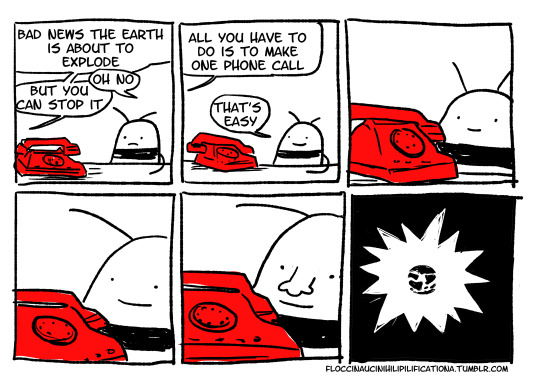 BAD NEWS THE EARTH
IS ABOUT TO
EXPLODE
OH NO
BUT YOU
CAN STOP IT
ALL YOU HAVE TO
DO IS TO MAKE
ONE PHONE CALL
THAT'S
EASY
FLOCCINAUCINIHILIPILIFICATIONA.TUMBLR.COM